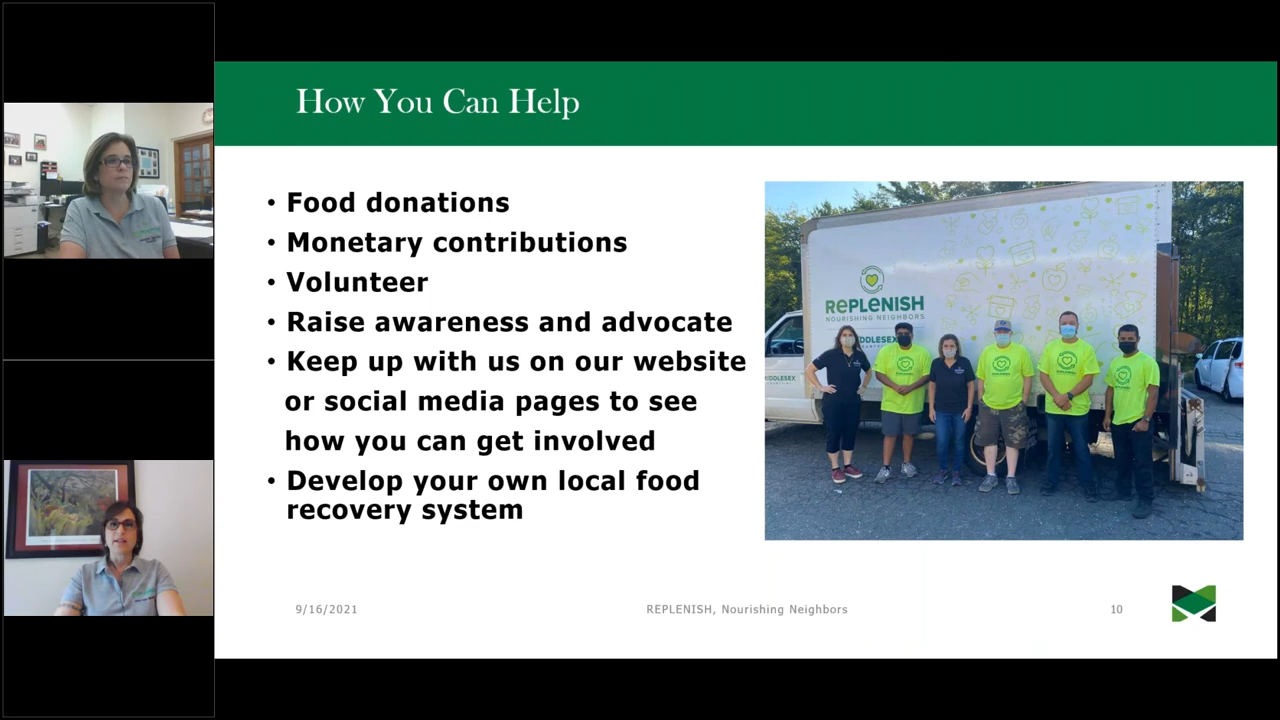 How You Can Help
• Food donations
• Monetary contributions
• Volunteer
• Raise awareness and advocate
• Keep up with us on our website
or social media pages to see
how you can get involved
• Develop your own local food
recovery system
REPLENISH
NOURISHING NEIGHBORS
9/16/2021
REPLENISH, Nourishing Neighbors
10